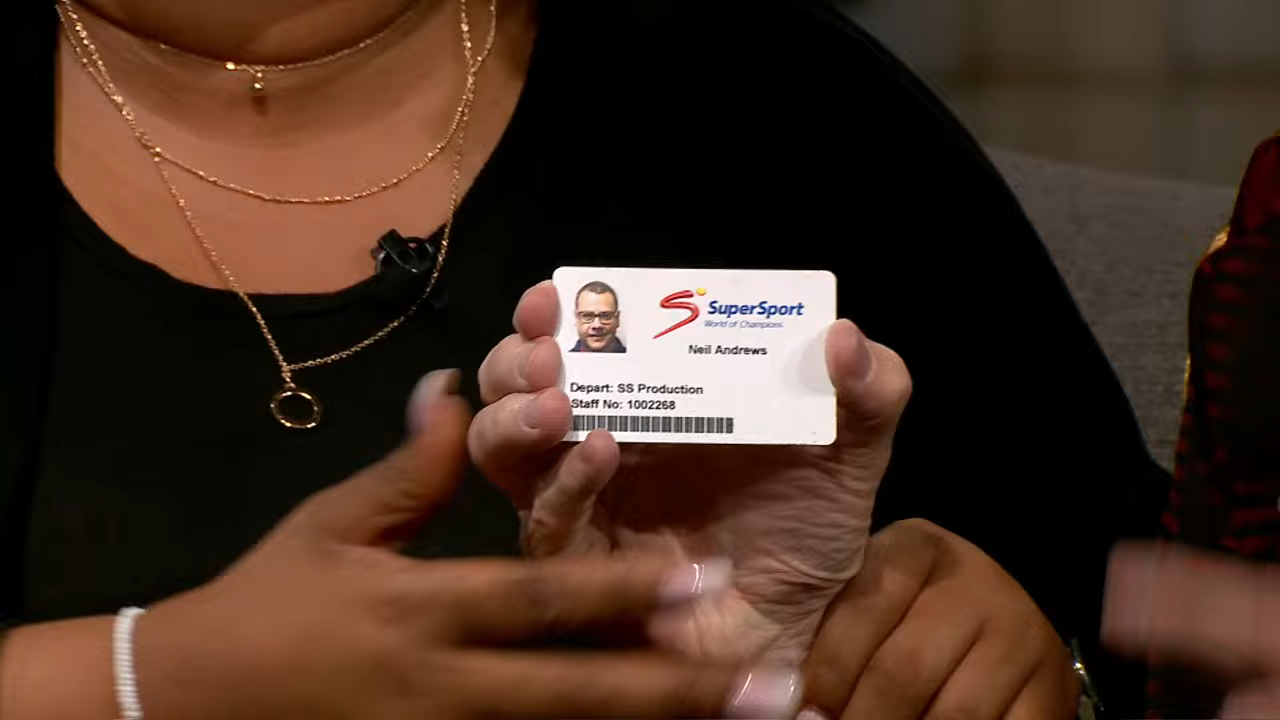 SuperSport
World of Champions
Neil Andrews
Depart: SS Production
Staff No: 1002268